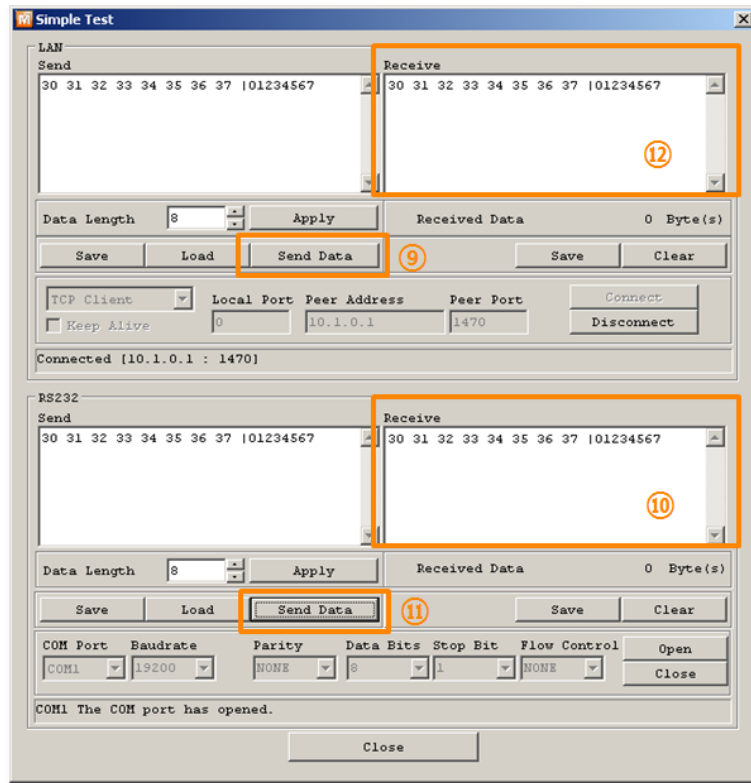 Simple Test
LAN
Send Receive
30 31 32 33 34 35 36 37 |01234567 30 31 32 33 34 35 36 37 |01234567
⑫
Data Length 8 Apply Received Data 0 Byte(s)
Save Load Send Data ⑨ Save Clear
TCP Client Local Port Peer Address Peer Port Connect
Keep Alive 0 10.1.0.1 1470 Disconnect
Connected [10.1.0.1 : 1470]
RS232
Send Receive
30 31 32 33 34 35 36 37 |01234567 30 31 32 33 34 35 36 37 |01234567
⑩
Data Length 8 Apply Received Data 0 Byte(s)
Save Load Send Data ⑪ Save Clear
COM Port Baudrate Parity Data Bits Stop Bit Flow Control Open
COM1 19200 NONE 8 1 NONE Close
COM1 The COM port has opened.
Close